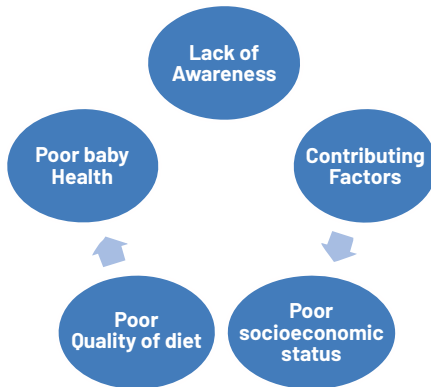 Lack of
Awareness
Contributing
Factors
Poor
socioeconomic
status
Poor
Quality of diet
Poor baby
Health